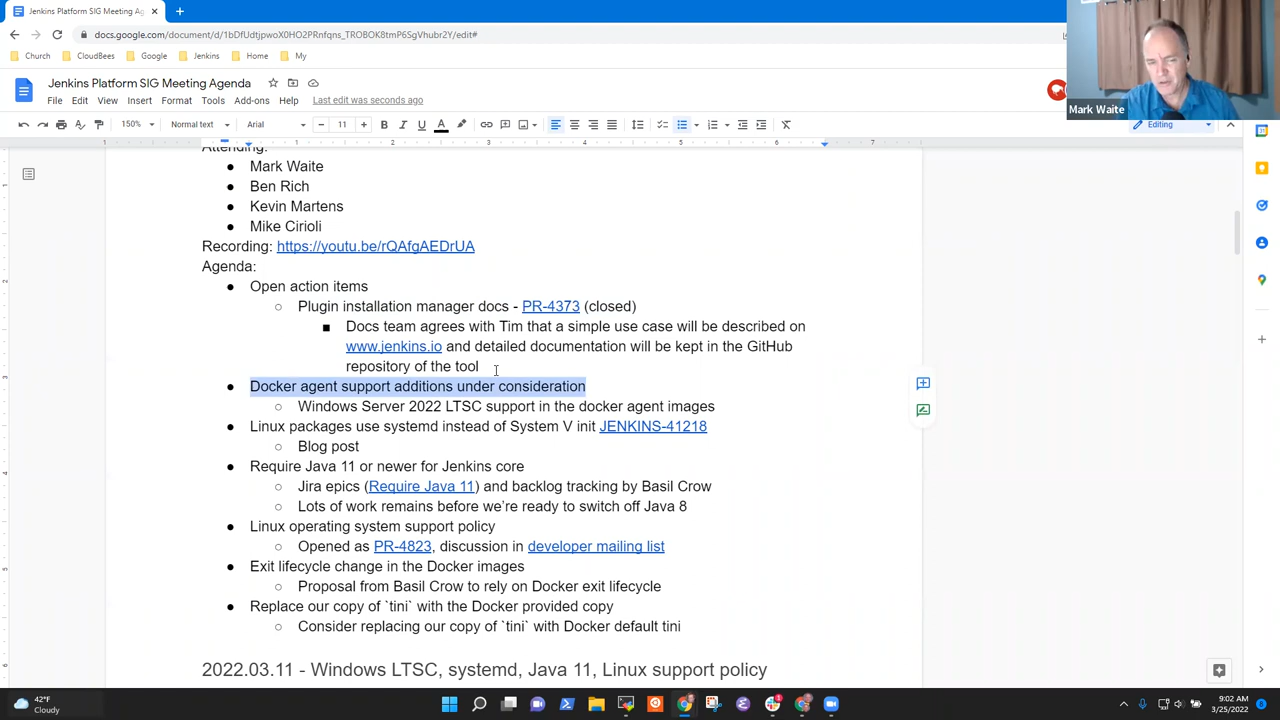 Jenkins Platform SIG Meeting Ag
docs.google.com/document/d/1bDfUdtjpwoX0HO2PRnfqns_TROBOK8tmP6SgVhubr2Y/edit#
Church CloudBees Google Jenkins Home My
Jenkins Platform SIG Meeting Agenda
File Edit View Insert Format Tools Add-ons Help Last edit was seconds ago
Mark Waite
150% Normal text Arial 11 Editing
1 1 2 3 4 5 6 7
Attending:
Mark Waite
Ben Rich
Kevin Martens
Mike Cirioli
Recording: https://youtu.be/rQAfgAEDrUA
Agenda:
Open action items
Plugin installation manager docs - PR-4373 (closed)
Docs team agrees with Tim that a simple use case will be described on
www.jenkins.io and detailed documentation will be kept in the GitHub
repository of the tool
Docker agent support additions under consideration
Windows Server 2022 LTSC support in the docker agent images
Linux packages use systemd instead of System V init JENKINS-41218
Blog post
Require Java 11 or newer for Jenkins core
Jira epics (Require Java 11) and backlog tracking by Basil Crow
Lots of work remains before we're ready to switch off Java 8
Linux operating system support policy
Opened as PR-4823, discussion in developer mailing list
Exit lifecycle change in the Docker images
Proposal from Basil Crow to rely on Docker exit lifecycle
Replace our copy of `tini` with the Docker provided copy
Consider replacing our copy of `tini` with Docker default tini
2022.03.11 - Windows LTSC, systemd, Java 11, Linux support policy
42°F
Cloudy
9:02 AM
3/25/2022